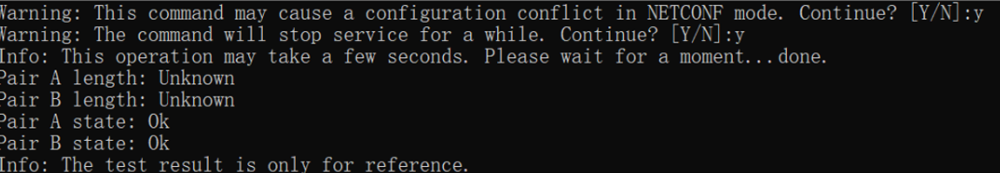 Warning: This command may cause a configuration conflict in NETCONF mode. Continue? [Y/N]:y
Warning: The command will stop service for a while. Continue? [Y/N]:y
Info: This operation may take a few seconds. Please wait for a moment...done.
Pair A length: Unknown
Pair B length: Unknown
Pair A state: Ok
Pair B state: Ok
Info: The test result is only for reference.